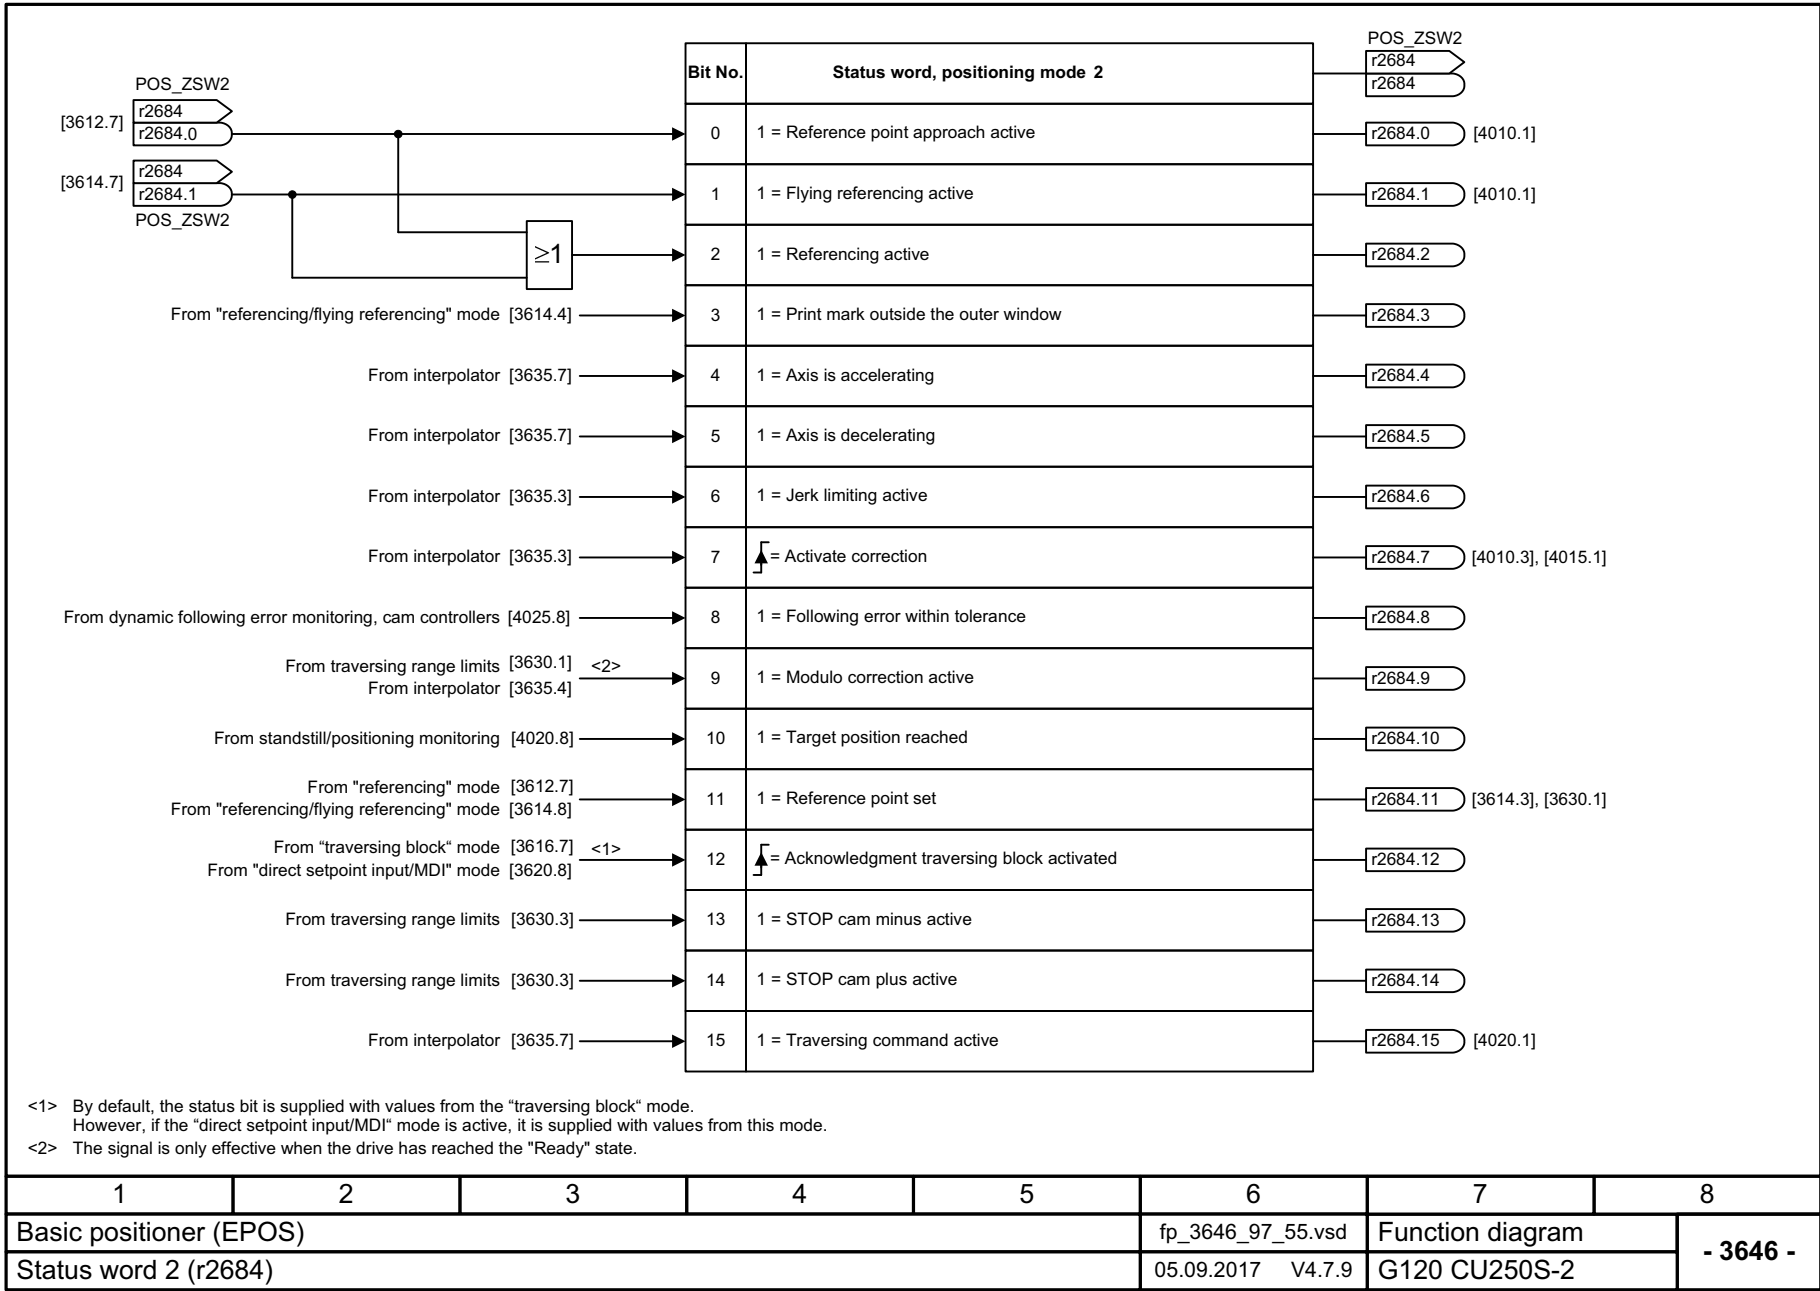 POS_ZSW2
[3612.7]
r2684
r2684.0
[3614.7]
r2684
r2684.1
POS_ZSW2
≥1
Bit No. Status word, positioning mode 2
POS_ZSW2
r2684
r2684
0 1 = Reference point approach active r2684.0 [4010.1]
1 1 = Flying referencing active r2684.1 [4010.1]
2 1 = Referencing active r2684.2
From "referencing/flying referencing" mode [3614.4] 3 1 = Print mark outside the outer window r2684.3
From interpolator [3635.7] 4 1 = Axis is accelerating r2684.4
From interpolator [3635.7] 5 1 = Axis is decelerating r2684.5
From interpolator [3635.3] 6 1 = Jerk limiting active r2684.6
From interpolator [3635.3] 7 = Activate correction r2684.7 [4010.3], [4015.1]
From dynamic following error monitoring, cam controllers [4025.8] 8 1 = Following error within tolerance r2684.8
From traversing range limits [3630.1] <2>
From interpolator [3635.4]
9 1 = Modulo correction active r2684.9
From standstill/positioning monitoring [4020.8] 10 1 = Target position reached r2684.10
From "referencing" mode [3612.7]
From "referencing/flying referencing" mode [3614.8]
11 1 = Reference point set r2684.11 [3614.3], [3630.1]
From “traversing block“ mode [3616.7] <1>
From "direct setpoint input/MDI" mode [3620.8]
12 = Acknowledgment traversing block activated r2684.12
From traversing range limits [3630.3] 13 1 = STOP cam minus active r2684.13
From traversing range limits [3630.3] 14 1 = STOP cam plus active r2684.14
From interpolator [3635.7] 15 1 = Traversing command active r2684.15 [4020.1]
<1> By default, the status bit is supplied with values from the “traversing block“ mode.
However, if the “direct setpoint input/MDI“ mode is active, it is supplied with values from this mode.
<2> The signal is only effective when the drive has reached the "Ready" state.
1 2 3 4 5 6 7 8
Basic positioner (EPOS) fp_3646_97_55.vsd Function diagram
- 3646 -
Status word 2 (r2684) 05.09.2017 V4.7.9 G120 CU250S-2